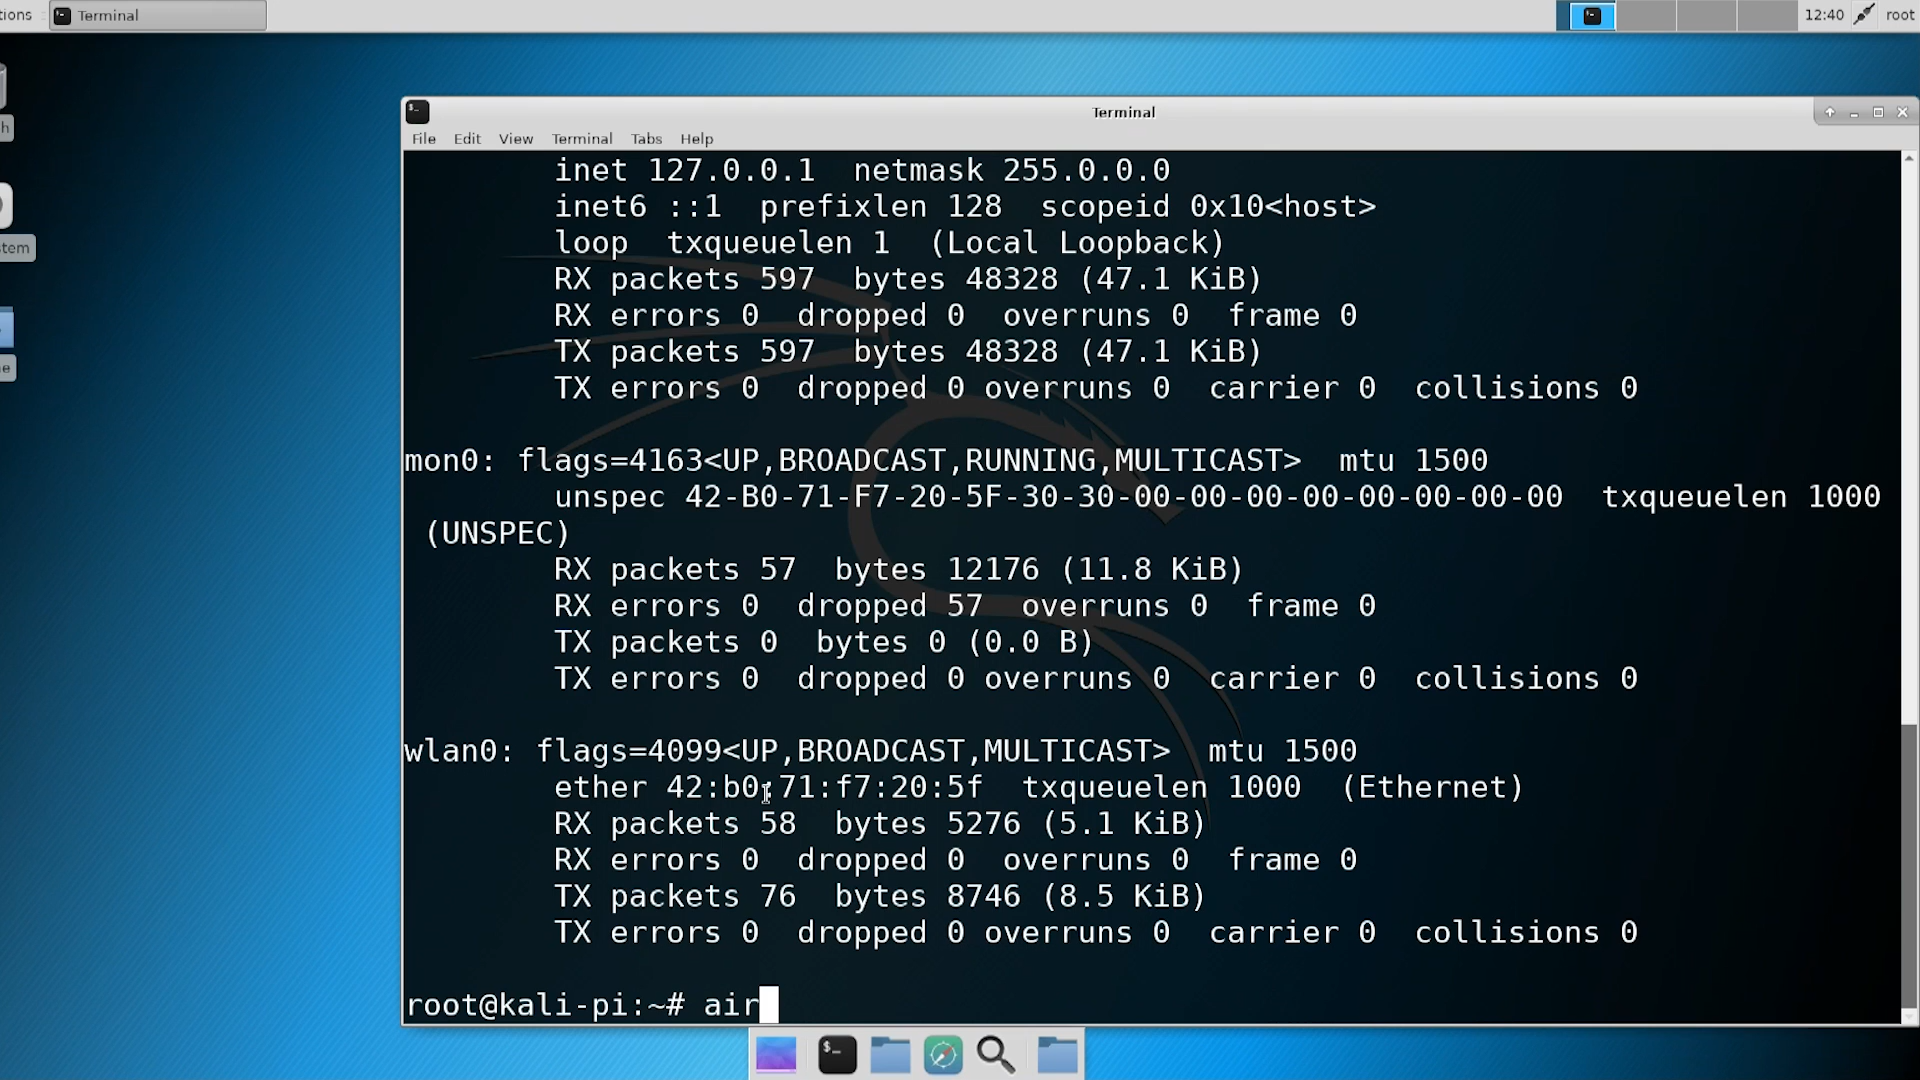 tions
Terminal
12:40
root
h
stem
e
Terminal
File Edit View Terminal Tabs Help
inet 127.0.0.1 netmask 255.0.0.0
inet6 ::1 prefixlen 128 scopeid 0x10<host>
loop txqueuelen 1 (Local Loopback)
RX packets 597 bytes 48328 (47.1 KiB)
RX errors 0 dropped 0 overruns 0 frame 0
TX packets 597 bytes 48328 (47.1 KiB)
TX errors 0 dropped 0 overruns 0 carrier 0 collisions 0
mon0: flags=4163<UP,BROADCAST,RUNNING,MULTICAST> mtu 1500
unspec 42-B0-71-F7-20-5F-30-30-00-00-00-00-00-00-00-00 txqueuelen 1000
(UNSPEC)
RX packets 57 bytes 12176 (11.8 KiB)
RX errors 0 dropped 57 overruns 0 frame 0
TX packets 0 bytes 0 (0.0 B)
TX errors 0 dropped 0 overruns 0 carrier 0 collisions 0
wlan0: flags=4099<UP,BROADCAST,MULTICAST> mtu 1500
ether 42:b0:71:f7:20:5f txqueuelen 1000 (Ethernet)
RX packets 58 bytes 5276 (5.1 KiB)
RX errors 0 dropped 0 overruns 0 frame 0
TX packets 76 bytes 8746 (8.5 KiB)
TX errors 0 dropped 0 overruns 0 carrier 0 collisions 0
root@kali-pi:~# air